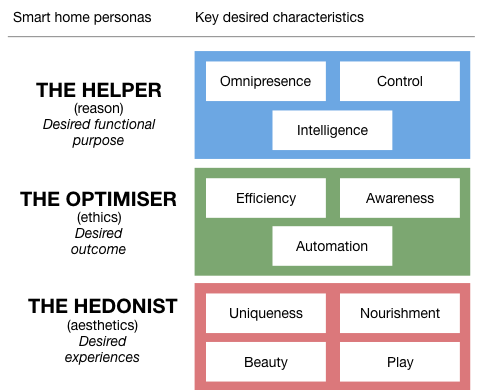 Smart home personas
Key desired characteristics
THE HELPER
(reason)
Desired functional
purpose
Omnipresence
Control
Intelligence
THE OPTIMISER
(ethics)
Desired
outcome
Efficiency
Awareness
Automation
THE HEDONIST
(aesthetics)
Desired
experiences
Uniqueness
Nourishment
Beauty
Play